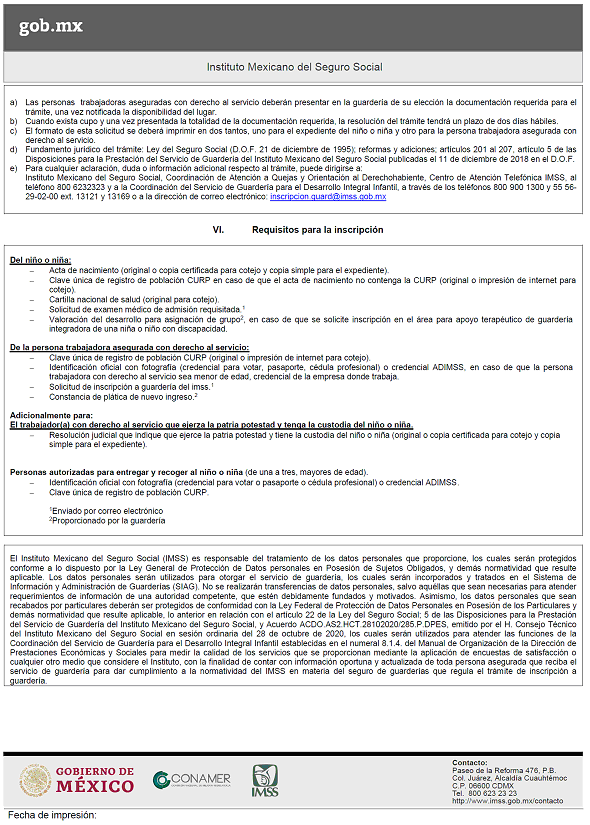 gob.mx
Instituto Mexicano del Seguro Social
a) Las personas trabajadoras aseguradas con derecho al servicio deberán presentar en la guardería de su elección la documentación requerida para el
trámite, una vez notificada la disponibilidad del lugar.
b) Cuando exista cupo y una vez presentada la totalidad de la documentación requerida, la resolución del trámite tendrá un plazo de dos días hábiles.
c) El formato de esta solicitud se deberá imprimir en dos tantos, uno para el expediente del niño o niña y otro para la persona trabajadora asegurada con
derecho al servicio.
d) Fundamento jurídico del trámite: Ley del Seguro Social (D.O.F. 21 de diciembre de 1995); reformas y adiciones; artículos 201 al 207, artículo 5 de las
Disposiciones para la Prestación del Servicio de Guardería del Instituto Mexicano del Seguro Social publicadas el 11 de diciembre de 2018 en el D.O.F.
e) Para cualquier aclaración, duda o información adicional respecto al trámite, puede dirigirse a:
Instituto Mexicano del Seguro Social, Coordinación de Atención a Quejas y Orientación al Derechohabiente, Centro de Atención Telefónica IMSS, al
teléfono 800 6232323 y a la Coordinación del Servicio de Guardería para el Desarrollo Integral Infantil, a través de los teléfonos 800 900 1300 y 55 56-
29-02-00 ext. 13121 y 13169 o a la dirección de correo electrónico: inscripcion.guard@imss.gob.mx
VI. Requisitos para la inscripción
Del niño o niña:
– Acta de nacimiento (original o copia certificada para cotejo y copia simple para el expediente).
– Clave única de registro de población CURP en caso de que el acta de nacimiento no contenga la CURP (original o impresión de internet para
cotejo).
– Cartilla nacional de salud (original para cotejo).
– Solicitud de examen médico de admisión requisitada.¹
– Valoración del desarrollo para asignación de grupo², en caso de que se solicite inscripción en el área para apoyo terapéutico de guardería
integradora de una niña o niño con discapacidad.
De la persona trabajadora asegurada con derecho al servicio:
– Clave única de registro de población CURP (original o impresión de internet para cotejo).
– Identificación oficial con fotografía (credencial para votar, pasaporte, cédula profesional) o credencial ADIMSS, en caso de que la persona
trabajadora con derecho al servicio sea menor de edad, credencial de la empresa donde trabaja.
– Solicitud de inscripción a guardería del imss.¹
– Constancia de plática de nuevo ingreso.²
Adicionalmente para:
El trabajador(a) con derecho al servicio que ejerza la patria potestad y tenga la custodia del niño o niña.
– Resolución judicial que indique que ejerce la patria potestad y tiene la custodia del niño o niña (original o copia certificada para cotejo y copia
simple para el expediente).
Personas autorizadas para entregar y recoger al niño o niña (de una a tres, mayores de edad).
– Identificación oficial con fotografía (credencial para votar o pasaporte o cédula profesional) o credencial ADIMSS.
– Clave única de registro de población CURP.
¹Enviado por correo electrónico
²Proporcionado por la guardería
El Instituto Mexicano del Seguro Social (IMSS) es responsable del tratamiento de los datos personales que proporcione, los cuales serán protegidos
conforme a lo dispuesto por la Ley General de Protección de Datos personales en Posesión de Sujetos Obligados, y demás normatividad que resulte
aplicable. Los datos personales serán utilizados para otorgar el servicio de guardería, los cuales serán incorporados y tratados en el Sistema de
Información y Administración de Guarderías (SIAG). No se realizarán transferencias de datos personales, salvo aquéllas que sean necesarias para atender
requerimientos de información de una autoridad competente, que estén debidamente fundados y motivados. Asimismo, los datos personales que sean
recabados por particulares deberán ser protegidos de conformidad con la Ley Federal de Protección de Datos Personales en Posesión de los Particulares y
demás normatividad que resulte aplicable, lo anterior en relación con el artículo 22 de la Ley del Seguro Social; 5 de las Disposiciones para la Prestación
del Servicio de Guardería del Instituto Mexicano del Seguro Social, y Acuerdo ACDO.AS2.HCT.28102020/285.P.DPES, emitido por el H. Consejo Técnico
del Instituto Mexicano del Seguro Social en sesión ordinaria del 28 de octubre de 2020, los cuales serán utilizados para atender las funciones de la
Coordinación del Servicio de Guardería para el Desarrollo Integral Infantil establecidas en el numeral 8.1.4. del Manual de Organización de la Dirección de
Prestaciones Económicas y Sociales para medir la calidad de los servicios que se proporcionan mediante la aplicación de encuestas de satisfacción o
cualquier otro medio que considere el Instituto, con la finalidad de contar con información oportuna y actualizada de toda persona asegurada que reciba el
servicio de guardería para dar cumplimiento a la normatividad del IMSS en materia del seguro de guarderías que regula el trámite de inscripción a
guardería.
GOBIERNO DE
MÉXICO
CONAMER
IMSS
Contacto:
Paseo de la Reforma 476, P.B.
Col. Juárez, Alcaldía Cuauhtémoc
C.P. 06600 CDMX
Tel. 800 623 23 23
http://www.imss.gob.mx/contacto
Fecha de impresión: